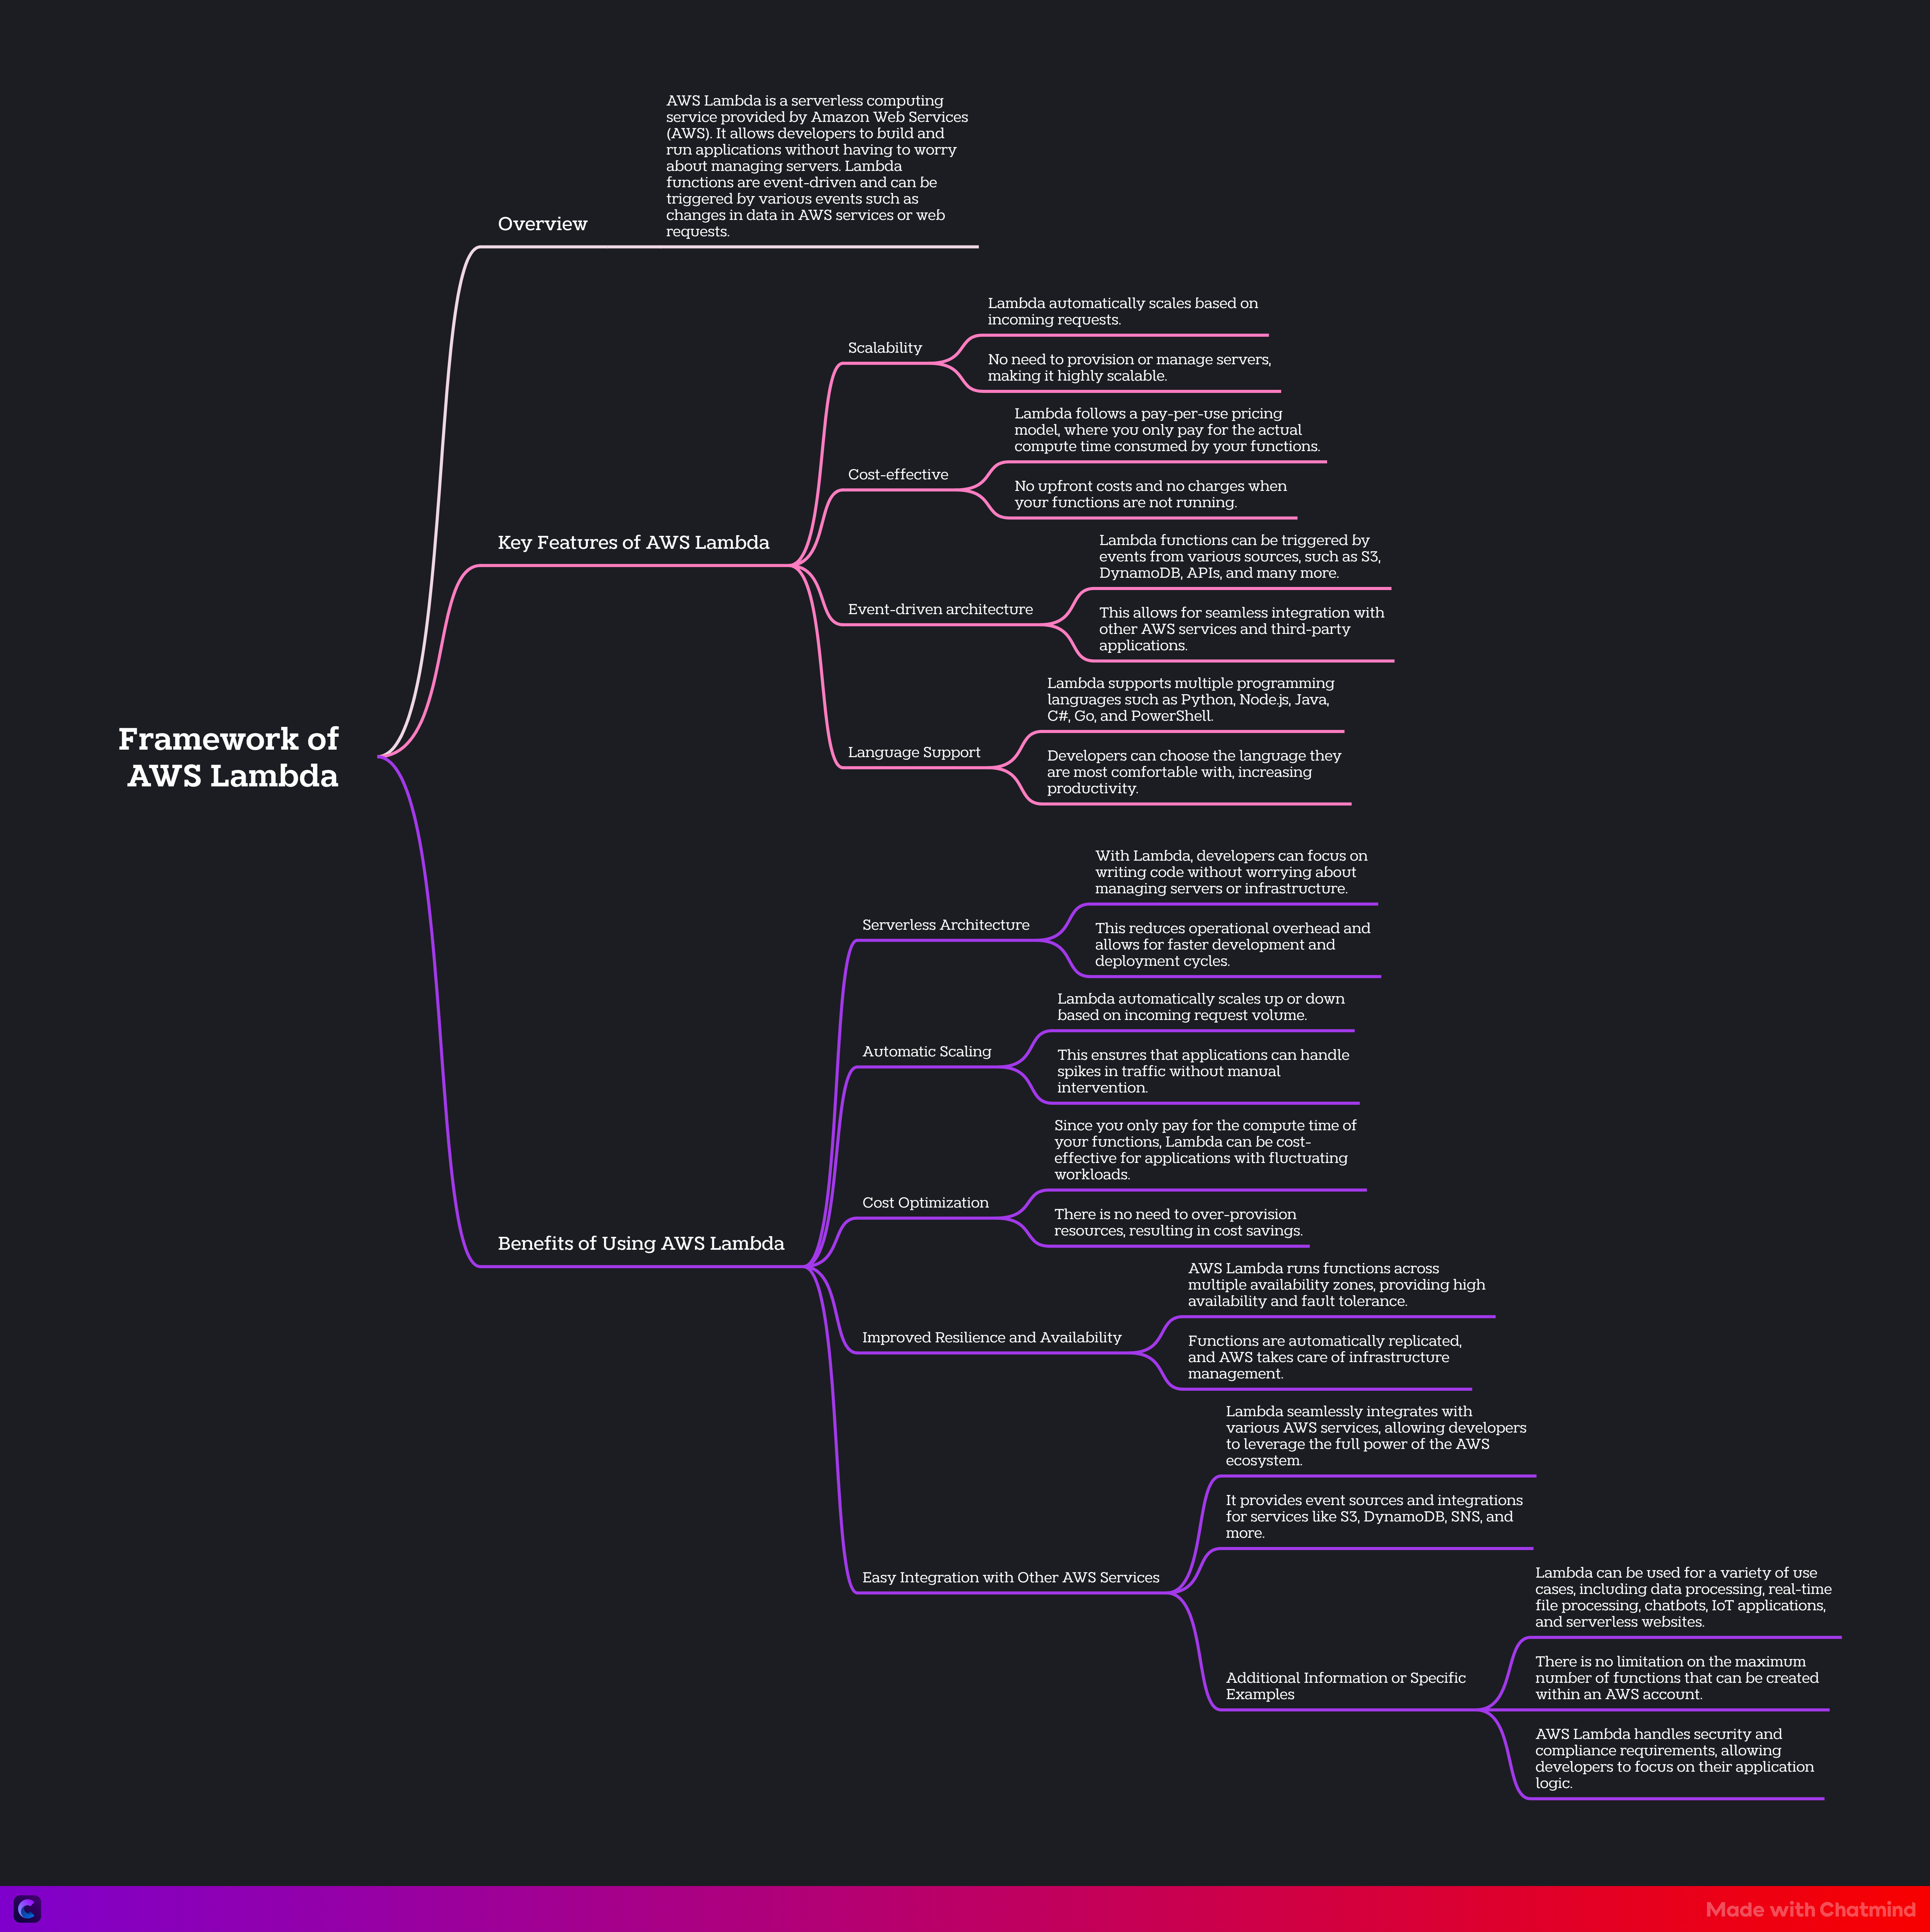 Framework of
AWS Lambda
Overview
AWS Lambda is a serverless computing
service provided by Amazon Web Services
(AWS). It allows developers to build and
run applications without having to worry
about managing servers. Lambda
functions are event-driven and can be
triggered by various events such as
changes in data in AWS services or web
requests.
Key Features of AWS Lambda
Scalability
Lambda automatically scales based on
incoming requests.
No need to provision or manage servers,
making it highly scalable.
Cost-effective
Lambda follows a pay-per-use pricing
model, where you only pay for the actual
compute time consumed by your functions.
No upfront costs and no charges when
your functions are not running.
Event-driven architecture
Lambda functions can be triggered by
events from various sources, such as S3,
DynamoDB, APIs, and many more.
This allows for seamless integration with
other AWS services and third-party
applications.
Language Support
Lambda supports multiple programming
languages such as Python, Node.js, Java,
C#, Go, and PowerShell.
Developers can choose the language they
are most comfortable with, increasing
productivity.
Benefits of Using AWS Lambda
Serverless Architecture
With Lambda, developers can focus on
writing code without worrying about
managing servers or infrastructure.
This reduces operational overhead and
allows for faster development and
deployment cycles.
Automatic Scaling
Lambda automatically scales up or down
based on incoming request volume.
This ensures that applications can handle
spikes in traffic without manual
intervention.
Cost Optimization
Since you only pay for the compute time of
your functions, Lambda can be cost-
effective for applications with fluctuating
workloads.
There is no need to over-provision
resources, resulting in cost savings.
Improved Resilience and Availability
AWS Lambda runs functions across
multiple availability zones, providing high
availability and fault tolerance.
Functions are automatically replicated,
and AWS takes care of infrastructure
management.
Easy Integration with Other AWS Services
Lambda seamlessly integrates with
various AWS services, allowing developers
to leverage the full power of the AWS
ecosystem.
It provides event sources and integrations
for services like S3, DynamoDB, SNS, and
more.
Additional Information or Specific
Examples
Lambda can be used for a variety of use
cases, including data processing, real-time
file processing, chatbots, IoT applications,
and serverless websites.
There is no limitation on the maximum
number of functions that can be created
within an AWS account.
AWS Lambda handles security and
compliance requirements, allowing
developers to focus on their application
logic.
Made with Chatmind